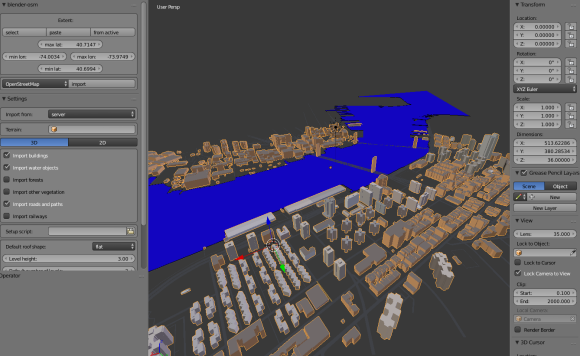 blender-osm
Extent:
select paste from active
max lat: 40.7147
min lon: -74.0034 max lon: -73.9749
min lat: 40.6994
OpenStreetMap import
Settings
Import from: server
Terrain:
3D 2D
Import buildings
Import water objects
Import forests
Import other vegetation
Import roads and paths
Import railways
Setup script:
Default roof shape: flat
Level height: 3.00
Operator
User Persp
Transform
Location:
X: 0.00000
Y: 0.00000
Z: 0.00000
Rotation:
X: 0°
Y: 0°
Z: 0°
XYZ Euler
Scale:
X: 1.000
Y: 1.000
Z: 1.000
Dimensions:
X: 513.62286
Y: 380.28534
Z: 36.00000
Grease Pencil Layers
Scene Object
New
New Layer
View
Lens: 35.000
Lock to Object:
Lock to Cursor
Lock Camera to View
Clip:
Start: 0.100
End: 2000.000
Local Camera:
Camera
Render Border
3D Cursor